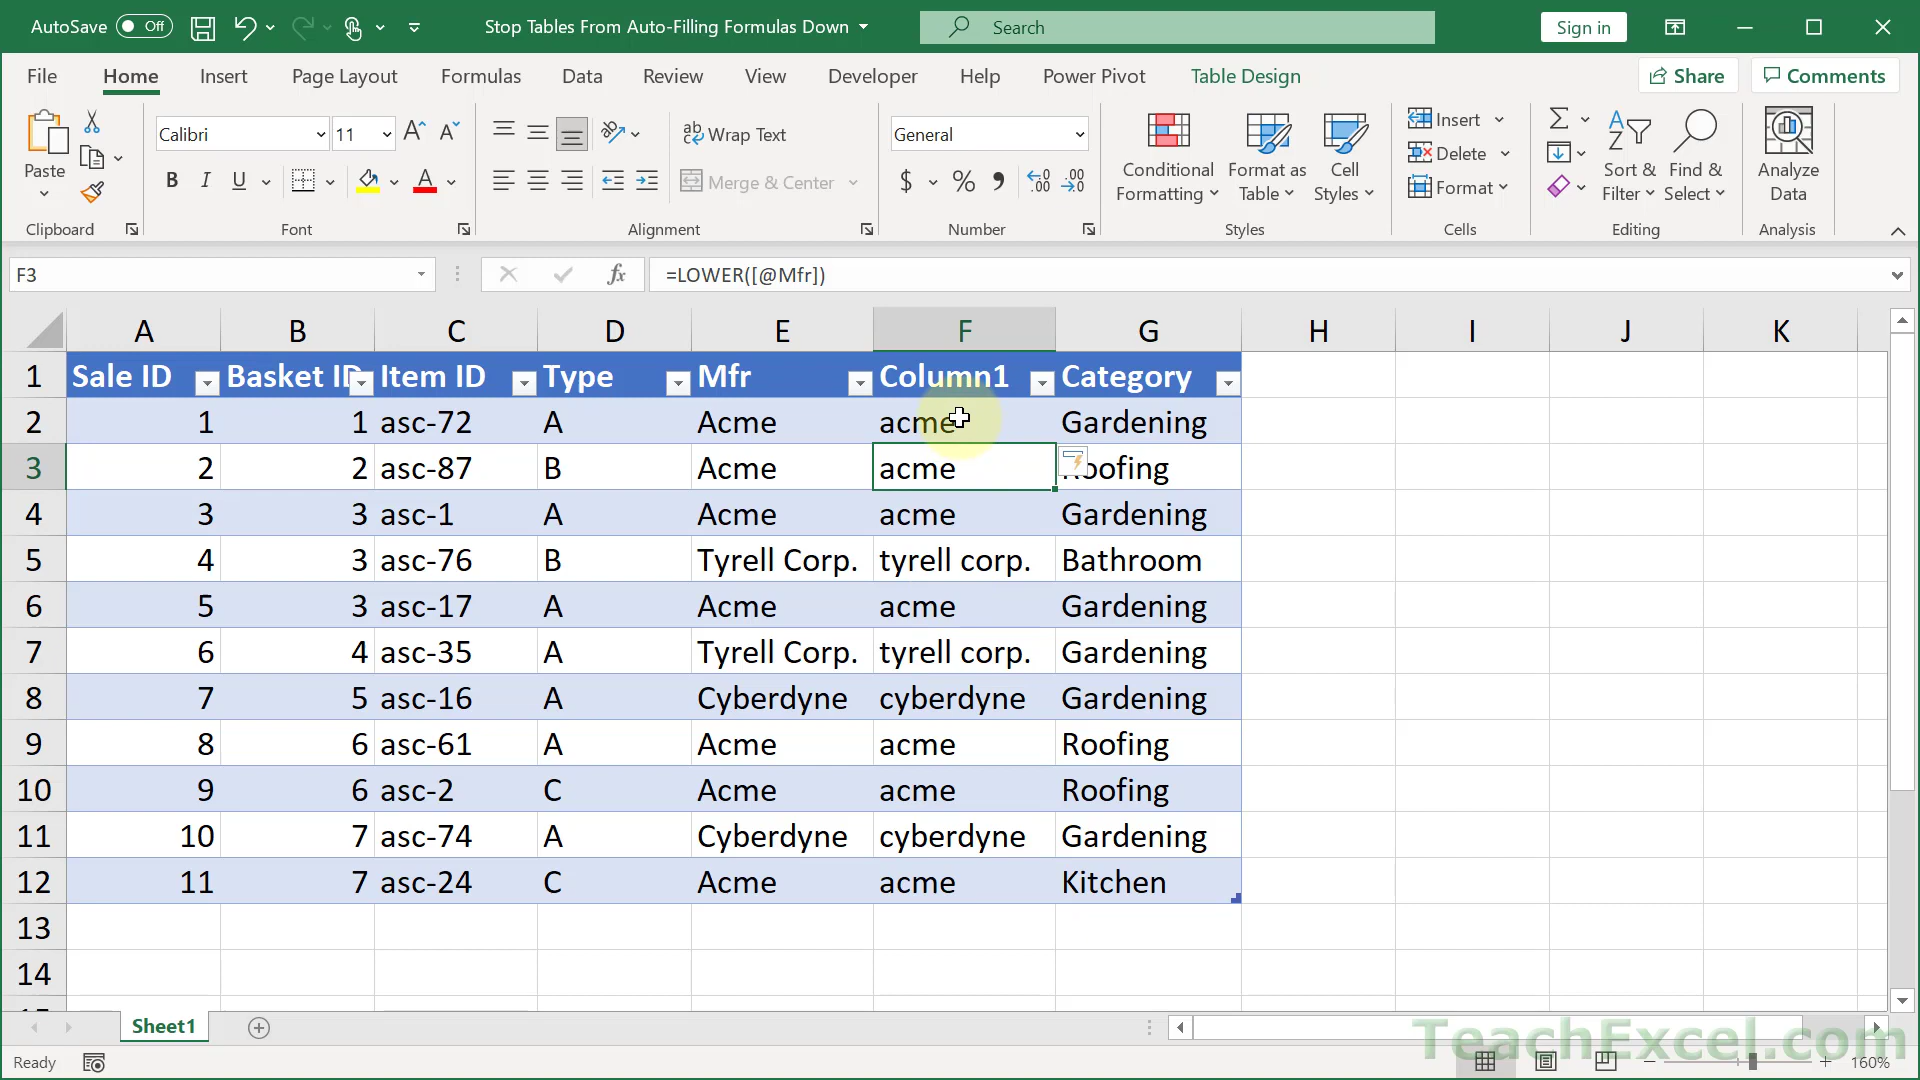 AutoSave Off Stop Tables From Auto-Filling Formulas Down Search Sign in
File Home Insert Page Layout Formulas Data Review View Developer Help Power Pivot Table Design Share Comments
Paste
Calibri 11
B I U
ab Wrap Text
Merge & Center
General
$ % 9
Conditional Formatting
Format as Table
Cell Styles
Insert
Delete
Format
Sort & Filter
Find & Select
Analyze Data
Clipboard Font Alignment Number Styles Cells Editing Analysis
F3 fx =LOWER([@Mfr])
A B C D E F G H I J K
1 Sale ID Basket ID Item ID Type Mfr Column1 Category
2 1 1 asc-72 A Acme acme Gardening
3 2 2 asc-87 B Acme acme Roofing
4 3 3 asc-1 A Acme acme Gardening
5 4 3 asc-76 B Tyrell Corp. tyrell corp. Bathroom
6 5 3 asc-17 A Acme acme Gardening
7 6 4 asc-35 A Tyrell Corp. tyrell corp. Gardening
8 7 5 asc-16 A Cyberdyne cyberdyne Gardening
9 8 6 asc-61 A Acme acme Roofing
10 9 6 asc-2 C Acme acme Roofing
11 10 7 asc-74 A Cyberdyne cyberdyne Gardening
12 11 7 asc-24 C Acme acme Kitchen
13
14
Sheet1
TeachExcel.com
Ready 160%